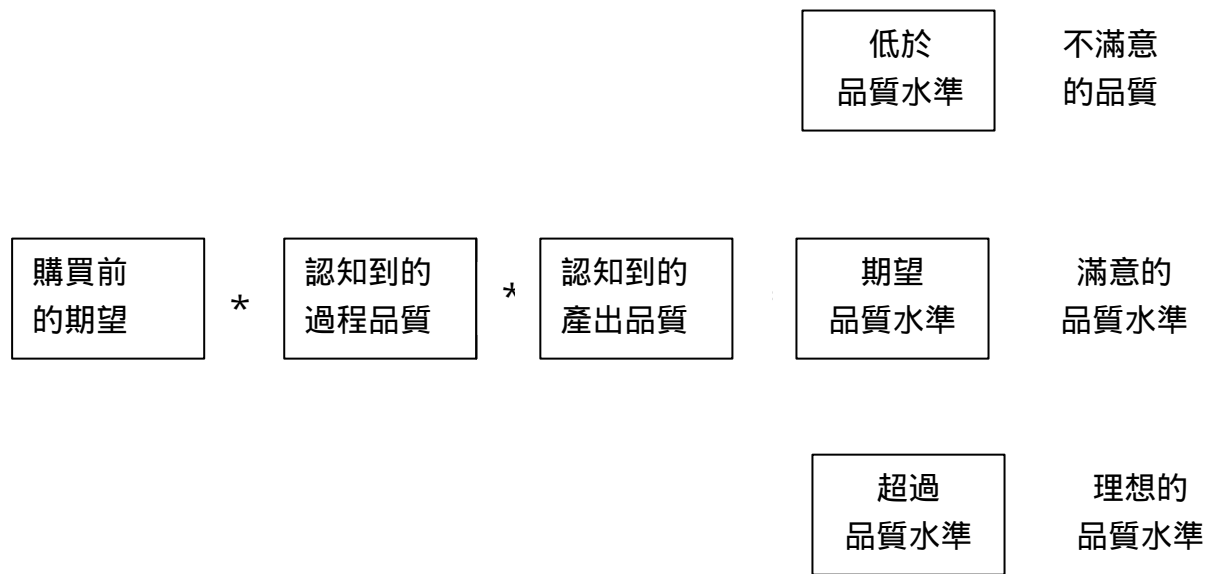 低於
品質水準
不滿意
的品質
購買前
的期望
*
認知到的
過程品質
*
認知到的
產出品質
期望
品質水準
滿意的
品質水準
超過
品質水準
理想的
品質水準